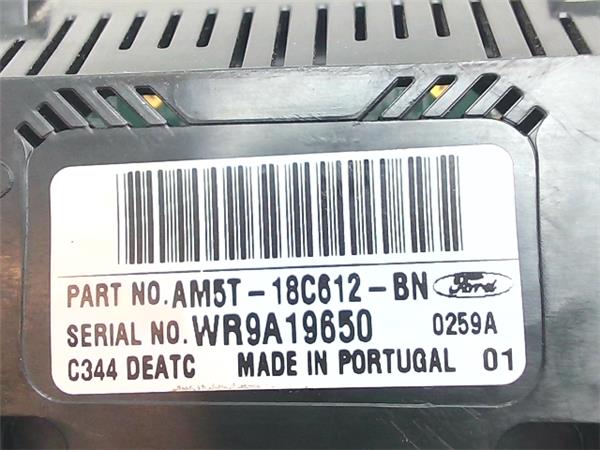 PART NO. AM5T-18C612-BN Ford
SERIAL NO. WR9A19650 0259A
C344 DEATC MADE IN PORTUGAL 01